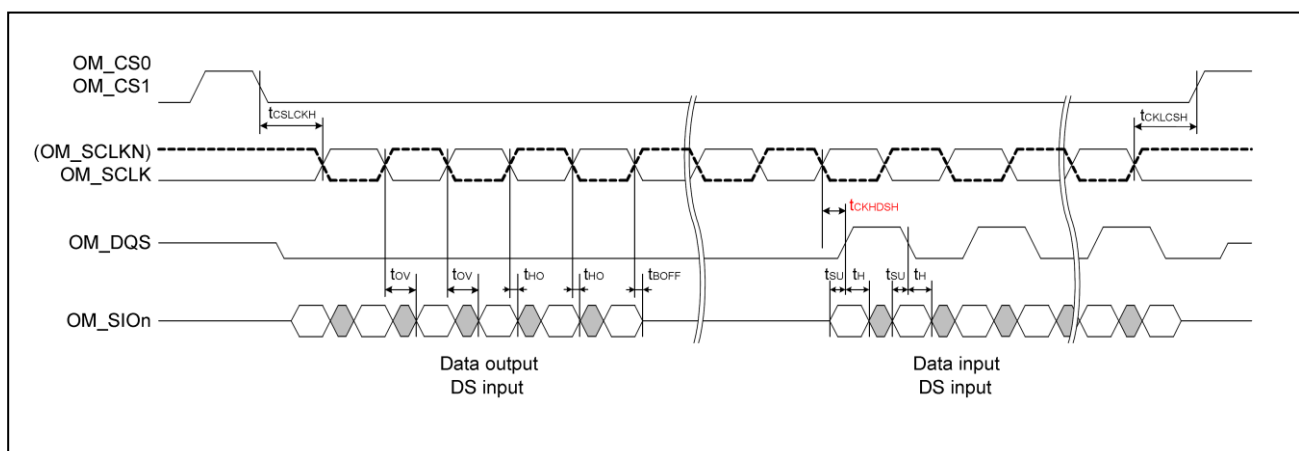 OM_CS0
OM_CS1
tCSLCKH
tCKLCSH
(OM_SCLKN)
OM_SCLK
tCKHDSH
OM_DQS
tOV tOV tHO tHO tBOFF tSU tH tSU tH
OM_SIOn
Data output Data input
DS input DS input